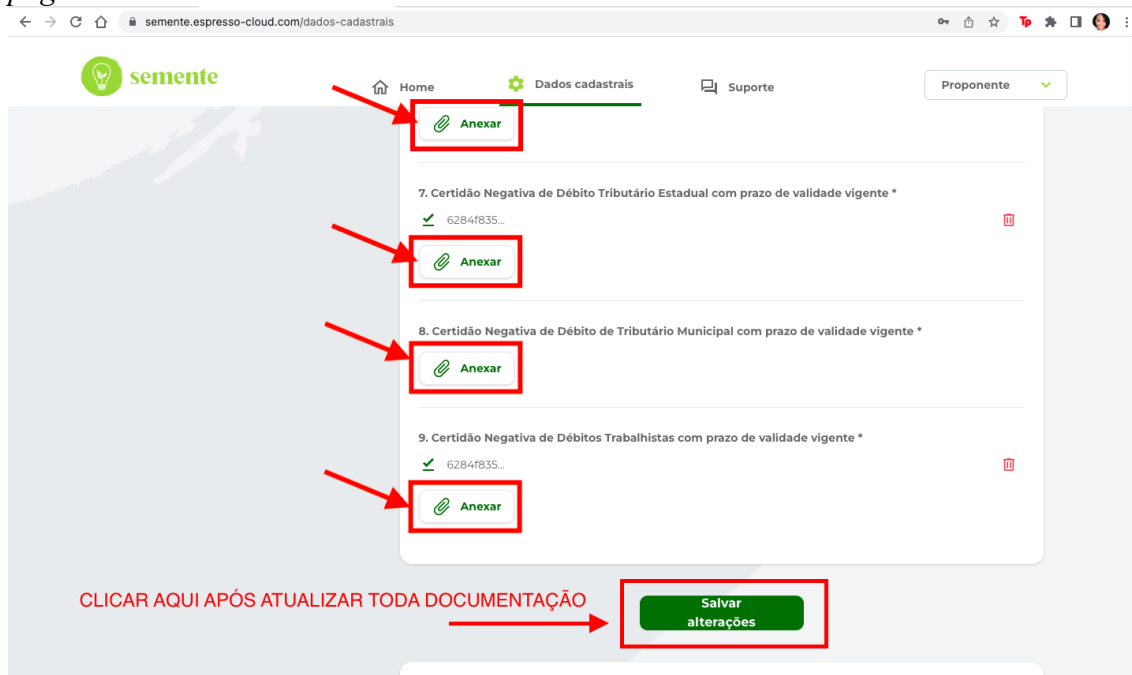 semente.espresso-cloud.com/dados-cadastrais
Tp
semente
Home
Dados cadastrais
Suporte
Proponente
Anexar
7. Certidão Negativa de Débito Tributário Estadual com prazo de validade vigente *
6284f835...
Anexar
8. Certidão Negativa de Débito de Tributário Municipal com prazo de validade vigente *
Anexar
9. Certidão Negativa de Débitos Trabalhistas com prazo de validade vigente *
6284f835...
Anexar
CLICAR AQUI APÓS ATUALIZAR TODA DOCUMENTAÇÃO
Salvar
alterações